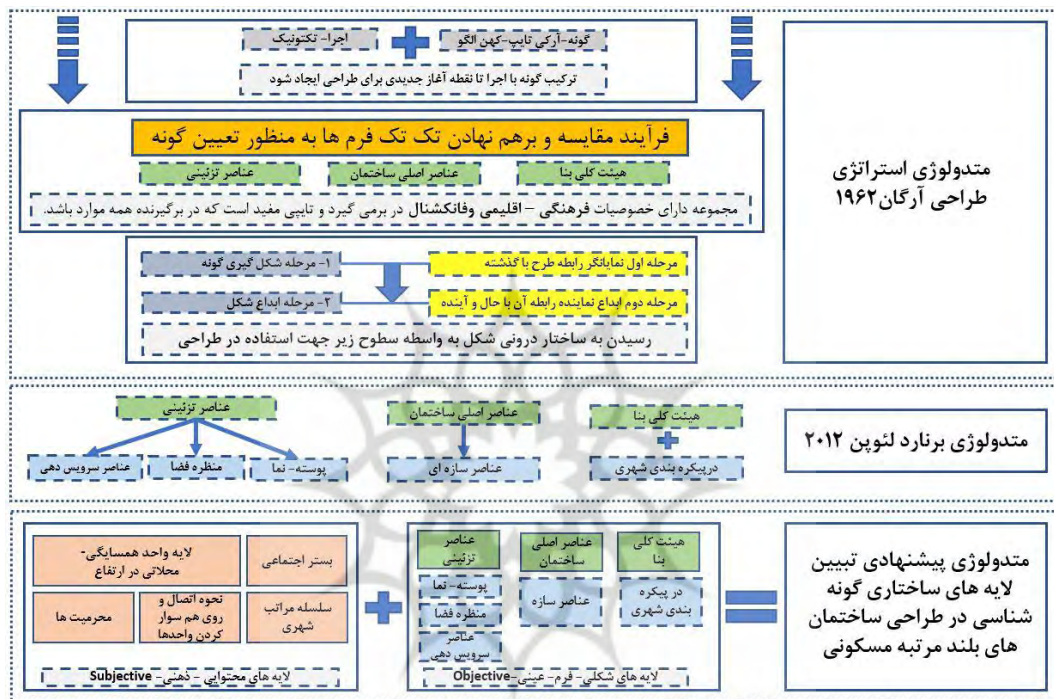 گونه-آرکی تایپ-کهن الگو
اجرا- تکتونیک
ترکیب گونه با اجرا تا نقطه آغاز جدیدی برای طراحی ایجاد شود
فرآیند مقایسه و برهم نهادن تک تک فرم ها به منظور تعیین گونه
هیئت کلی بنا
عناصر اصلی ساختمان
عناصر تزئینی
مجموعه دارای خصوصیات فرهنگی – اقلیمی وفانکشنال در برمی گیرد و تایپی مفید است که در برگیرنده همه موارد باشد.
مرحله اول نمایانگر رابطه طرح با گذشته
۱- مرحله شکل گیری گونه
مرحله دوم ابداع نماینده رابطه آن با حال و آینده
۲- مرحله ابداع شکل
رسیدن به ساختار درونی شکل به واسطه سطوح زیر جهت استفاده در طراحی
متدولوژی استراتژی
طراحی آرگان۱۹۶۲
متدولوژی برنارد لئوپن ۲۰۱۲
هیئت کلی بنا
درپیکره بندی شهری
عناصر اصلی ساختمان
عناصر سازه ای
عناصر تزئینی
پوسته- نما
منظره فضا
عناصر سرویس دهی
متدولوژی پیشنهادی تبیین
لایه های ساختاری گونه
شناسی در طراحی ساختمان
های بلند مرتبه مسکونی
هیئت کلی
بنا
در پیکره
بندی شهری
عناصر اصلی
ساختمان
عناصر سازه
عناصر
تزئینی
پوسته- نما
منظره فضا
عناصر
سرویس دهی
لایه های شکلی- فرم- عینی-Objective
بستر اجتماعی
لایه واحد همسایگی-
محلاتی در ارتفاع
سلسله مراتب
شهری
نحوه اتصال و
روی هم سوار
کردن واحدها
محرمیت ها
لایه های محتوایی - ذهنی- Subjective